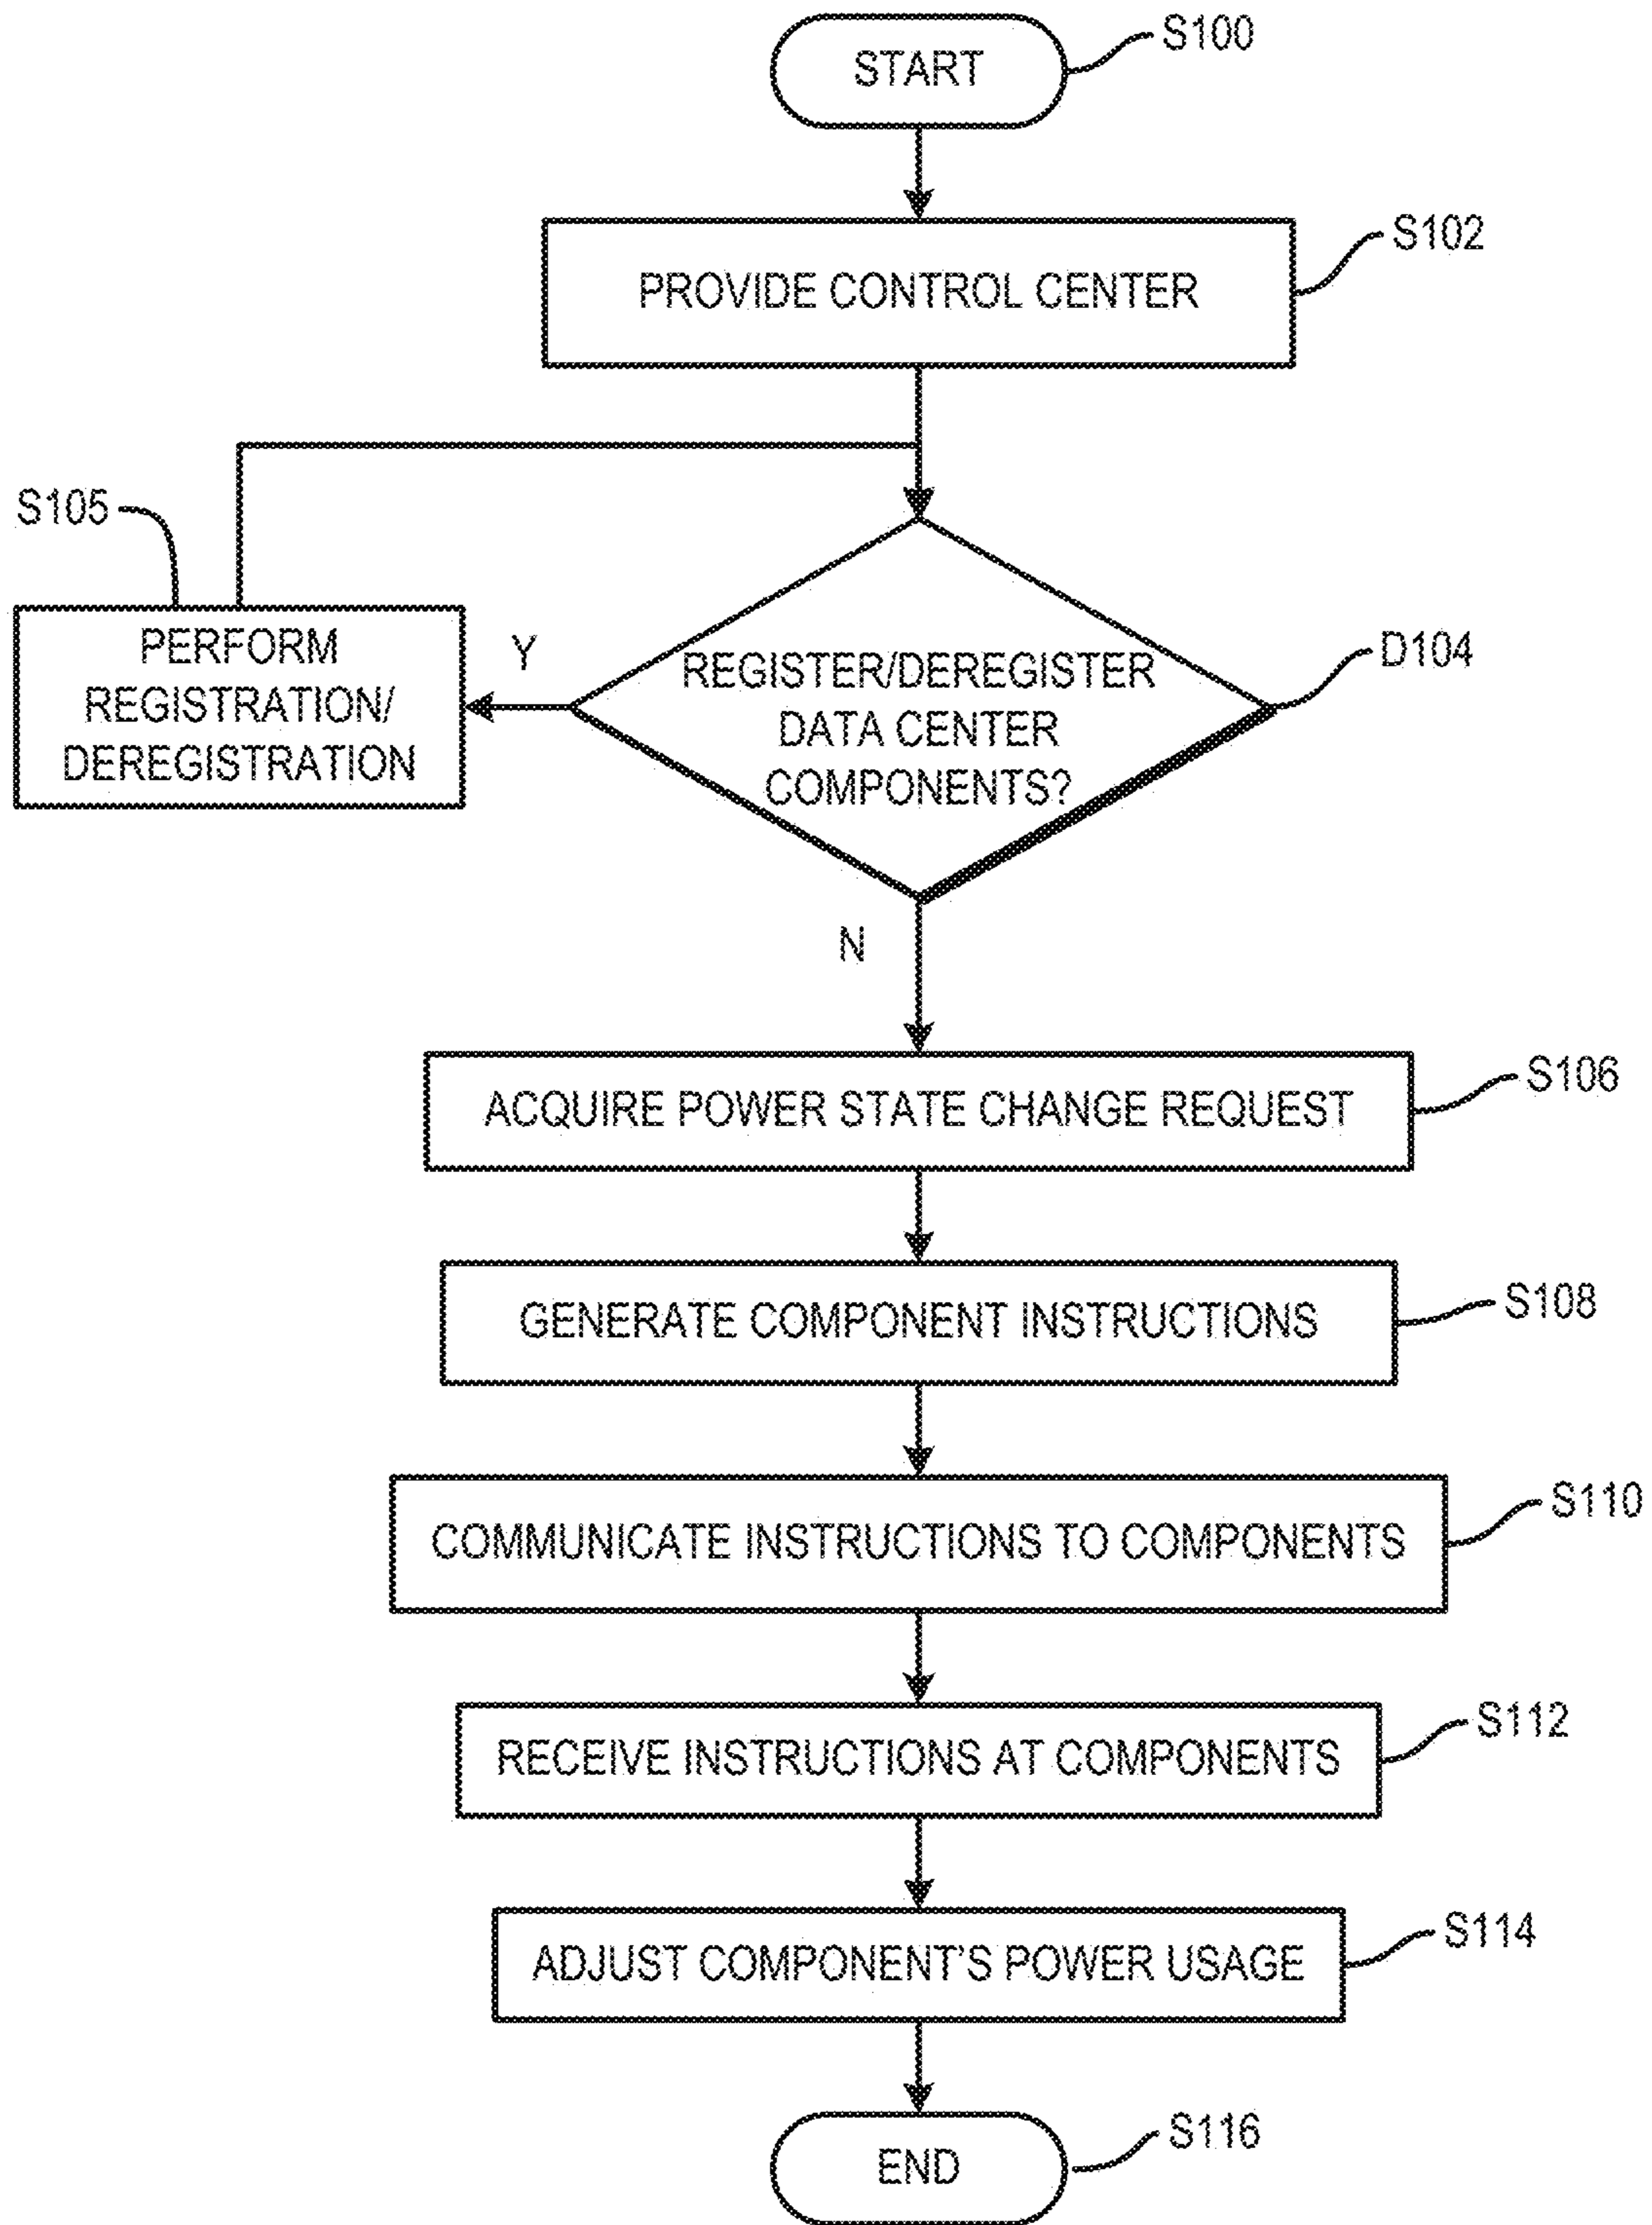 START
S100
PROVIDE CONTROL CENTER
S102
S105
PERFORM
REGISTRATION/
DEREGISTRATION
Y
REGISTER/DEREGISTER
DATA CENTER
COMPONENTS?
D104
N
ACQUIRE POWER STATE CHANGE REQUEST
S106
GENERATE COMPONENT INSTRUCTIONS
S108
COMMUNICATE INSTRUCTIONS TO COMPONENTS
S110
RECEIVE INSTRUCTIONS AT COMPONENTS
S112
ADJUST COMPONENT'S POWER USAGE
S114
END
S116